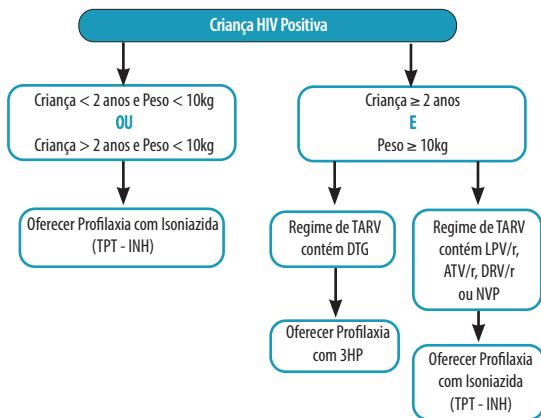 Criança HIV Positiva
Criança < 2 anos e Peso < 10kg
OU
Criança > 2 anos e Peso < 10kg
Criança ≥ 2 anos
E
Peso ≥ 10kg
Oferecer Profilaxia com Isoniazida
(TPT - INH)
Regime de TARV
contém DTG
Regime de TARV
contém LPV/r,
ATV/r, DRV/r
ou NVP
Oferecer Profilaxia
com 3HP
Oferecer Profilaxia
com Isoniazida
(TPT - INH)